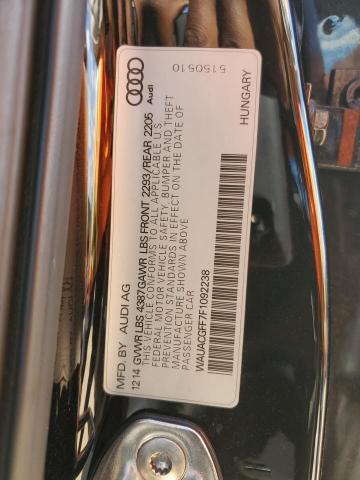 MFD. BY AUDI AG
12 14 GVWR LBS 4387 GAWR LBS FRONT 2293/REAR 2205
THIS VEHICLE CONFORMS TO ALL APPLICABLE U.S
FEDERAL MOTOR VEHICLE SAFETY, BUMPER AND THEFT
PREVENTION STANDARDS IN EFFECT ON THE DATE OF
MANUFACTURE SHOWN ABOVE
PASSENGER CAR
WAUACGFF7F1092238
Audi
5150510
HUNGARY